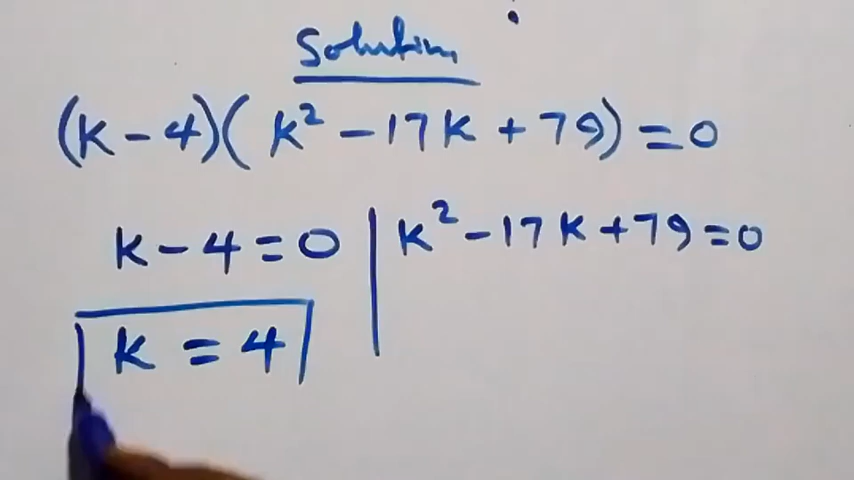 Solution
(k - 4)(k² - 17k + 79) = 0
k - 4 = 0 | k² - 17k + 79 = 0
k = 4